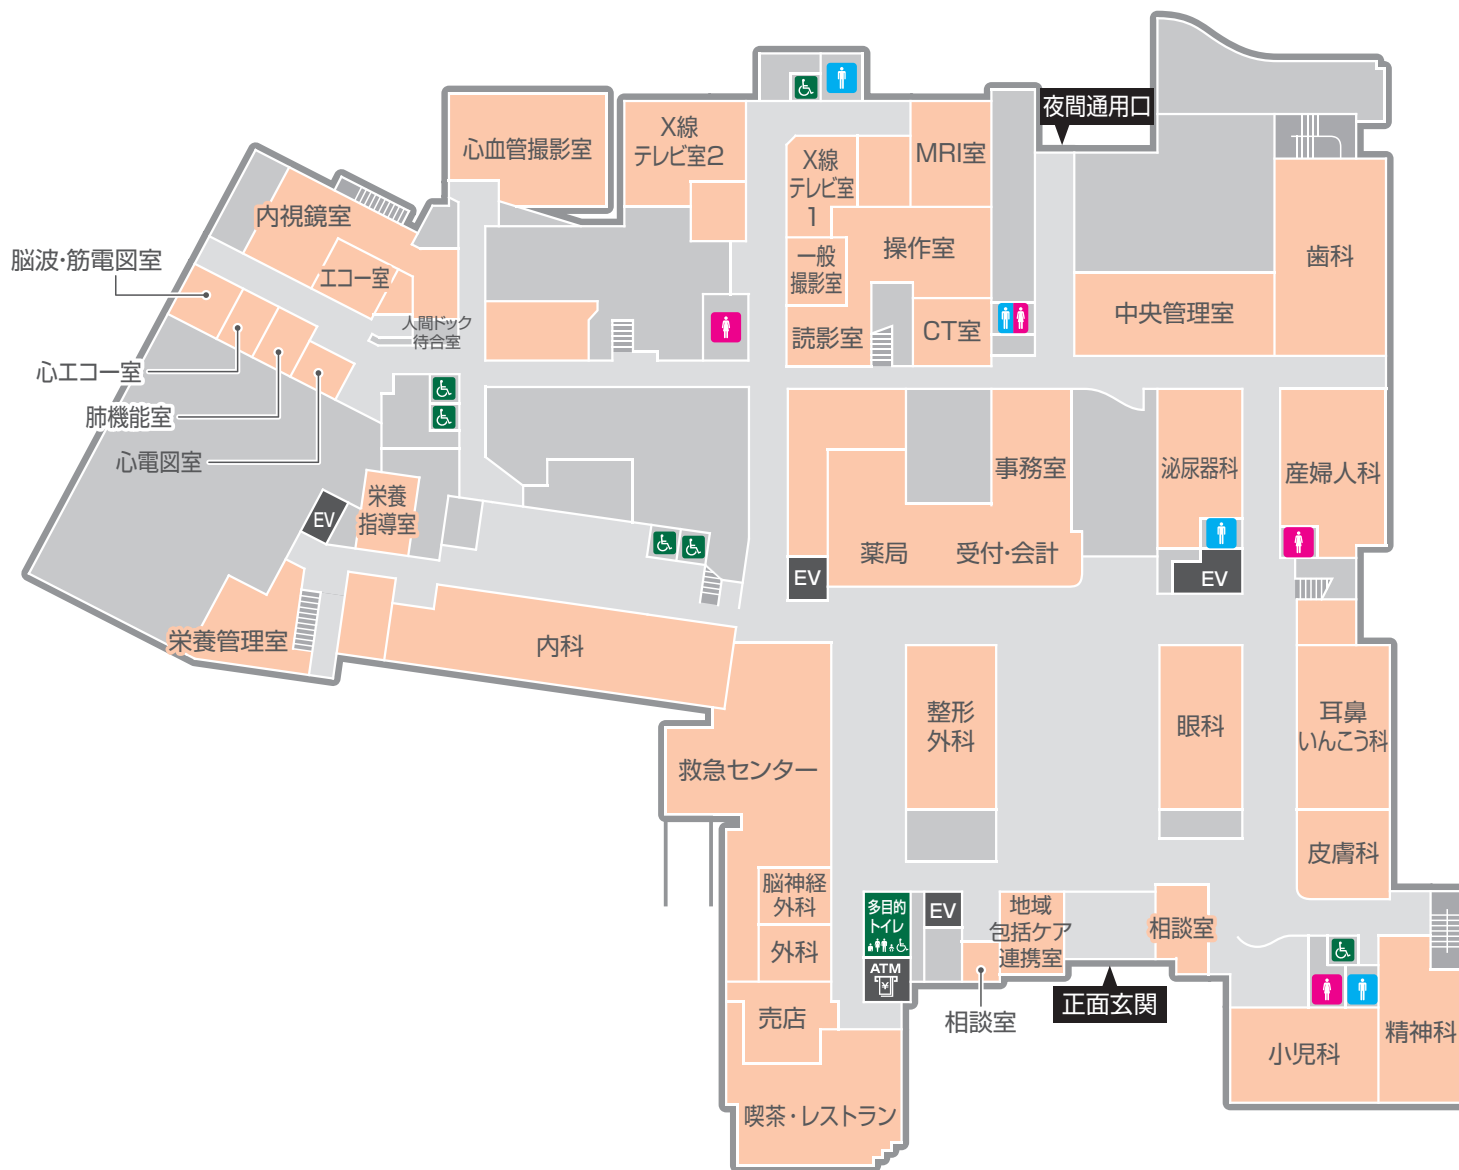 夜間通用口
心血管撮影室
X線
テレビ室2
X線
テレビ室
1
MRI室
内視鏡室
エコー室
脳波・筋電図室
人間ドック
待合室
心エコー室
肺機能室
心電図室
一般
撮影室
操作室
読影室
CT室
中央管理室
歯科
栄養
指導室
EV
栄養管理室
内科
事務室
薬局
受付・会計
EV
泌尿器科
EV
産婦人科
救急センター
整形
外科
眼科
耳鼻
いんこう科
皮膚科
脳神経
外科
外科
売店
喫茶・レストラン
多目的
トイレ
ATM
¥
EV
地域
包括ケア
連携室
相談室
相談室
正面玄関
小児科
精神科